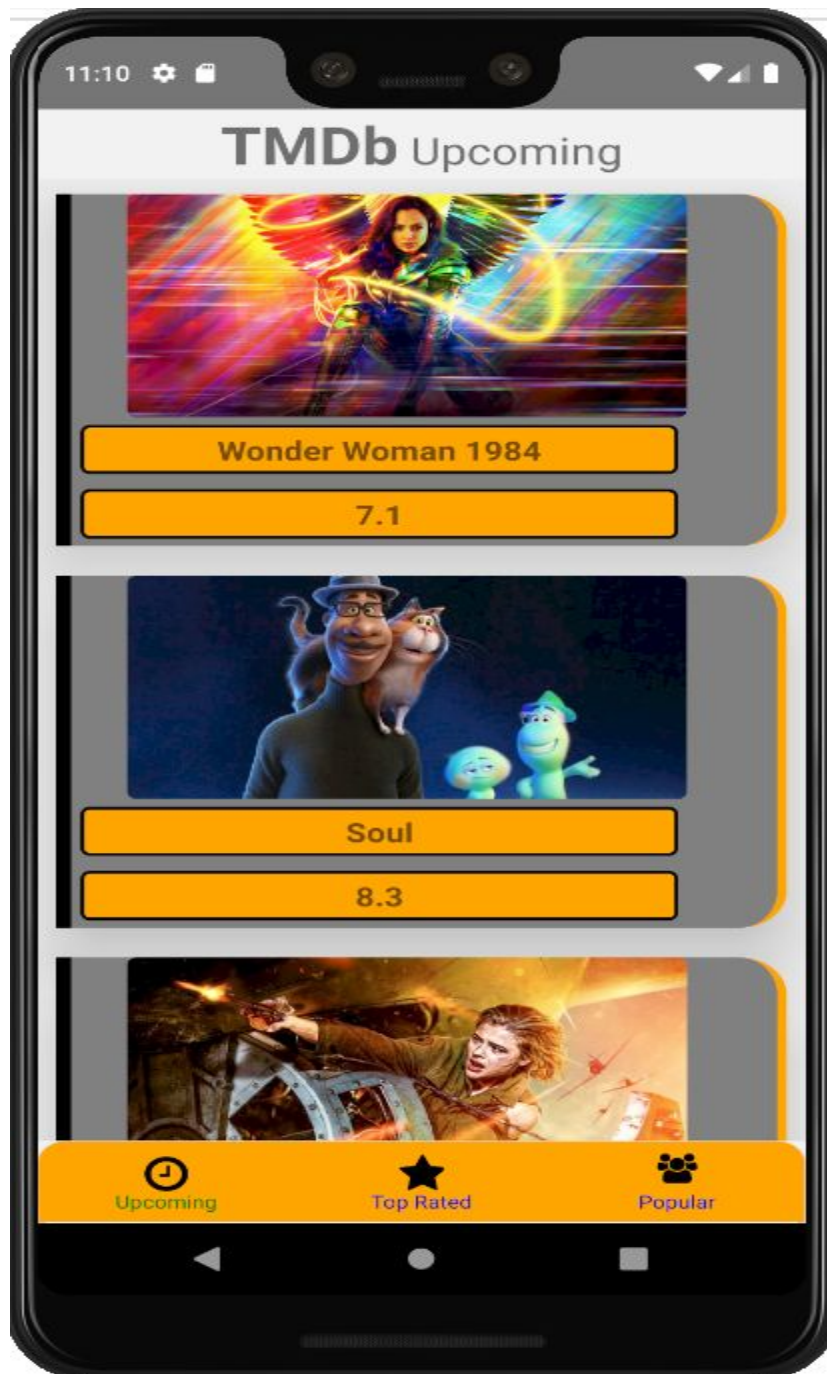 11:10
TMDb Upcoming
Wonder Woman 1984
7.1
Soul
8.3
Upcoming Top Rated Popular